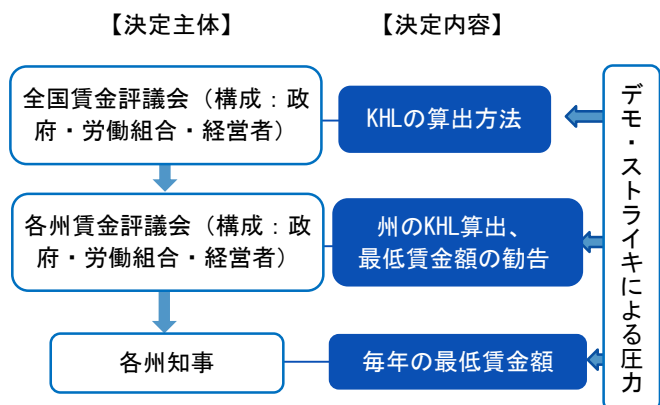 【決定主体】
【決定内容】
全国賃金評議会（構成：政
府・労働組合・経営者）
KHLの算出方法
各州賃金評議会（構成：政
府・労働組合・経営者）
州のKHL算出、
最低賃金額の勧告
各州知事
毎年の最低賃金額
デモ・ストライキによる圧力